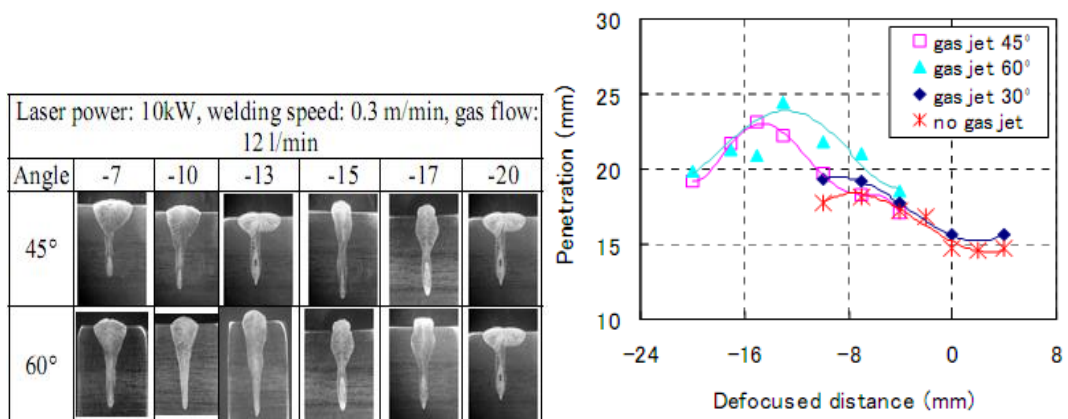 Laser power: 10kW, welding speed: 0.3 m/min, gas flow:
12 l/min
Angle -7 -10 -13 -15 -17 -20
45°
60°
30
25
20
15
10
Penetration (mm)
gas jet 45°
gas jet 60°
gas jet 30°
no gas jet
-24 -16 -8 0 8
Defocused distance (mm)